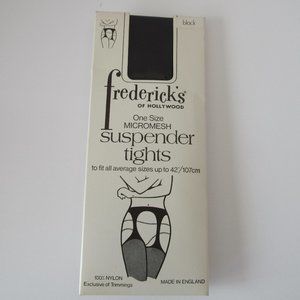 black
frederick's
OF HOLLYWOOD
One Size
MICROMESH
suspender
tights
to fit all average sizes up to 42"/107cm
100% NYLON
Exclusive of Trimmings
MADE IN ENGLAND